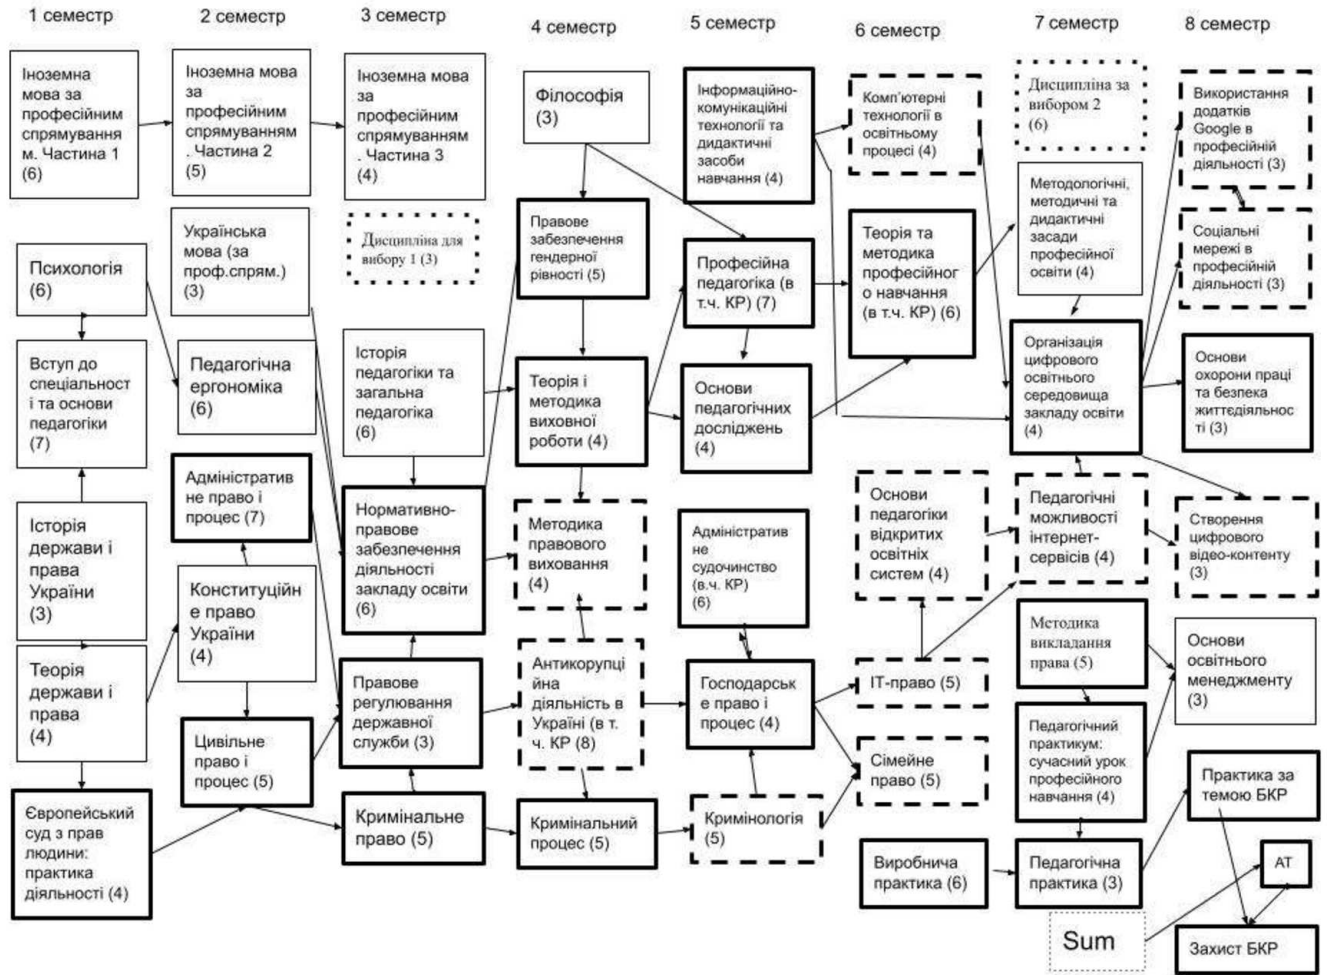 1 семестр
2 семестр
3 семестр
4 семестр
5 семестр
6 семестр
7 семестр
8 семестр
Іноземна
мова за
професійним
спрямування
м. Частина 1
(6)
Психологія
(6)
Вступ до
спеціальност
і та основи
педагогіки
(7)
Історія
держави і
права
України
(3)
Теорія
держави і
права
(4)
Європейський
суд з прав
людини:
практика
діяльності (4)
Іноземна мова
за
професійним
спрямуванням
. Частина 2
(5)
Українська
мова (за
проф.спрям.)
(3)
Педагогічна
ергономіка
(6)
Адміністратив
не право і
процес (7)
Конституційн
е право
України
(4)
Цивільне
право і
процес (5)
Іноземна мова
за
професійним
спрямуванням
. Частина 3
(4)
Дисципліна для
вибору 1 (3)
Історія
педагогіки та
загальна
педагогіка
(6)
Нормативно-
правове
забезпечення
діяльності
закладу освіти
(6)
Правове
регулювання
державної
служби (3)
Кримінальне
право (5)
Філософія
(3)
Правове
забезпечення
гендерної
рівності (5)
Теорія і
методика
виховної
роботи (4)
Методика
правового
виховання
(4)
Антикорупці
йна
діяльність в
Україні (в т.
ч. КР (8)
Кримінальний
процес (5)
Інформаційно-
комунікаційні
технології та
дидактичні
засоби
навчання (4)
Професійна
педагогіка (в
т.ч. КР) (7)
Основи
педагогічних
досліджень
(4)
Адміністратив
не
судочинство
(в.ч. КР)
(6)
Господарськ
е право і
процес (4)
Кримінологія
(5)
Комп'ютерні
технології в
освітньому
процесі (4)
Теорія та
методика
професійног
о навчання
(в т.ч. КР) (6)
Основи
педагогіки
відкритих
освітніх
систем (4)
ІТ-право (5)
Сімейне
право (5)
Виробнича
практика (6)
Дисципліна за
вибором 2
(6)
Методологічні,
методичні та
дидактичні
засади
професійної
освіти (4)
Організація
цифрового
освітнього
середовища
закладу освіти
(4)
Педагогічні
можливості
інтернет-
сервісів (4)
Методика
викладання
права (5)
Педагогічний
практикум:
сучасний урок
професійного
навчання (4)
Педагогічна
практика (3)
Sum
Використання
додатків
Google в
професійній
діяльності (3)
Соціальні
мережі в
професійній
діяльності (3)
Основи
охорони праці
та безпека
життєдіяльнос
ті (3)
Створення
цифрового
відео-контенту
(3)
Основи
освітнього
менеджменту
(3)
Практика за
темою БКР
АТ
Захист БКР